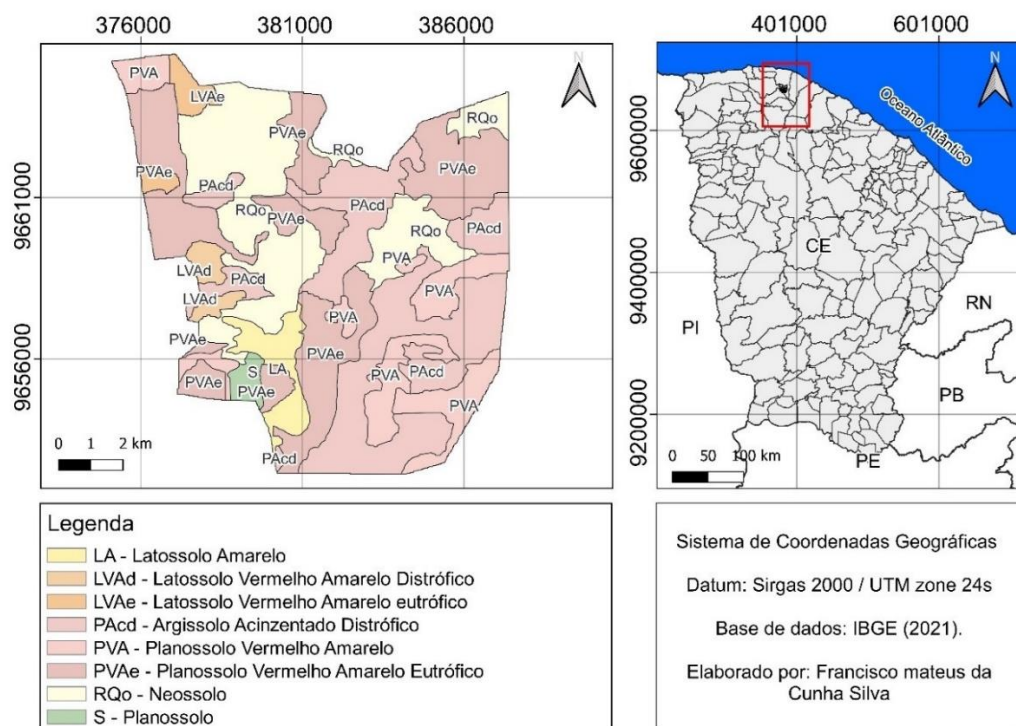 376000 381000 386000
401000 601000
N
PVA
LVAe
PVAe
RQo
RQo
PVAe
PVAe
PAcd
PAcd
RQo
PVAe
RQo
PAcd
PVA
LVAd
PAcd
PVA
LVAd
PVA
PVAe
PVAe
S
LA
PVA
PAcd
PVAe
PVAe
PVA
PAcd
9661000
9656000
0 1 2 km
N
Oceano Atlântico
CE
PI
RN
PB
PE
9600000
9400000
9200000
0 50 100 km
Legenda
LA - Latossolo Amarelo
LVAd - Latossolo Vermelho Amarelo Distrófico
LVAe - Latossolo Vermelho Amarelo eutrófico
PAcd - Argissolo Acinzentado Distrófico
PVA - Planossolo Vermelho Amarelo
PVAe - Planossolo Vermelho Amarelo Eutrófico
RQo - Neossolo
S - Planossolo
Sistema de Coordenadas Geográficas
Datum: Sirgas 2000 / UTM zone 24s
Base de dados: IBGE (2021).
Elaborado por: Francisco mateus da
Cunha Silva